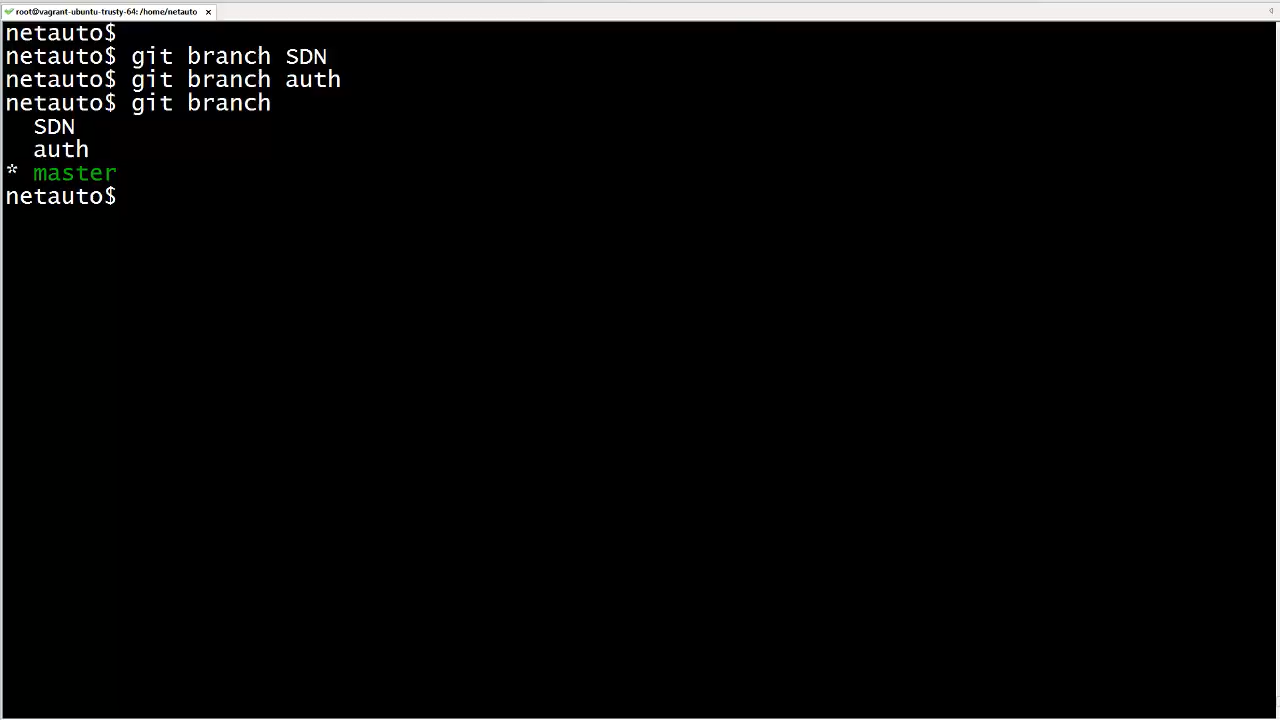 root@vagrant-ubuntu-trusty-64: /home/netauto ×
netauto$
netauto$ git branch SDN
netauto$ git branch auth
netauto$ git branch
  SDN
  auth
* master
netauto$